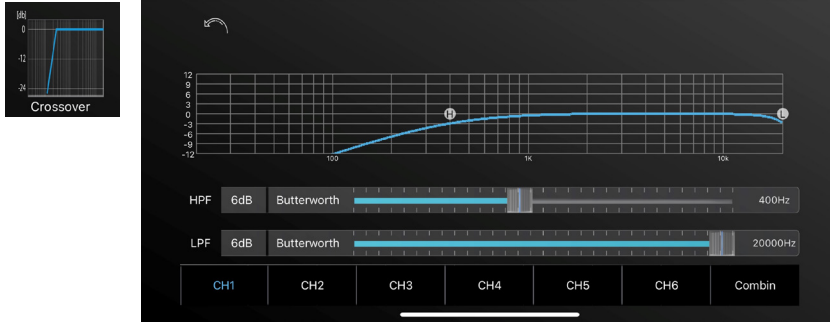 [db]
0
-12
-24
Crossover
12
9
6
3
0
-3
-6
-9
-12
H
L
100
1K
10k
HPF 6dB Butterworth 400Hz
LPF 6dB Butterworth 20000Hz
CH1 CH2 CH3 CH4 CH5 CH6 Combin